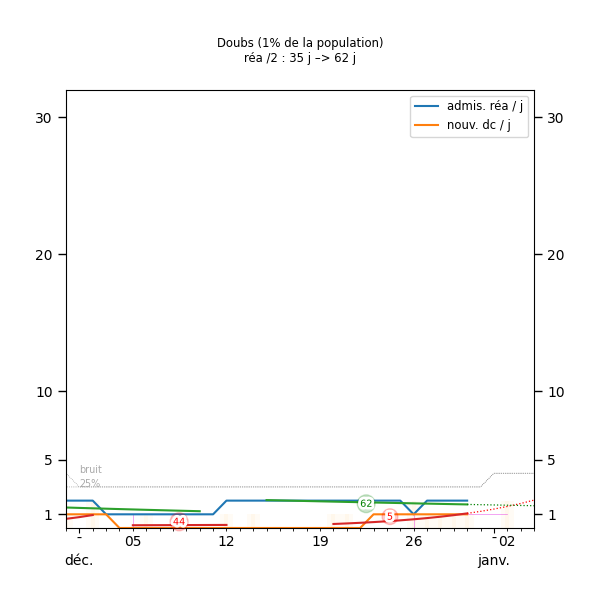 Doubs (1% de la population)
réa /2 : 35 j –> 62 j
admis. réa / j
nouv. dc / j
30
30
20
20
10
10
5
5
1
1
bruit
25%
62
5
44
- 05 12 19 26 - 02
déc. janv.